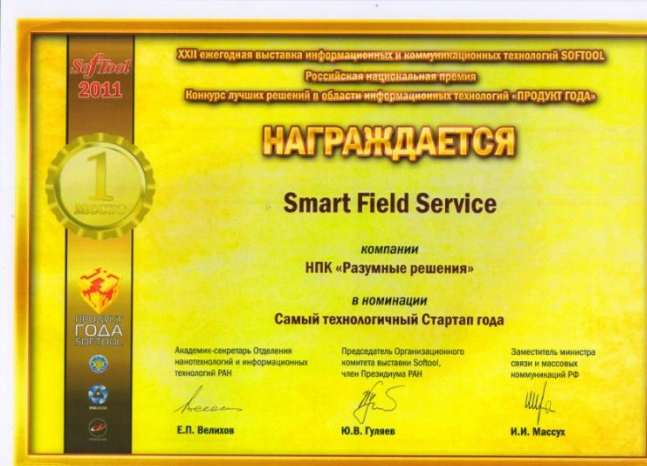 SofTool
2011
XXII ежегодная выставка информационных и коммуникационных технологий SOFTOOL
Российская национальная премия
Конкурс лучших решений в области информационных технологий «ПРОДУКТ ГОДА»
НАГРАЖДАЕТСЯ
1
МЕСТО
Smart Field Service
компании
НПК «Разумные решения»
в номинации
Самый технологичный Стартап года
ПРОДУКТ
ГОДА
SOFTOOL
Академик-секретарь Отделения
нанотехнологий и информационных
технологий РАН
Е.П. Велихов
Председатель Организационного
комитета выставки Softool,
член Президиума РАН
Ю.В. Гуляев
Заместитель министра
связи и массовых
коммуникаций РФ
И.И. Массух